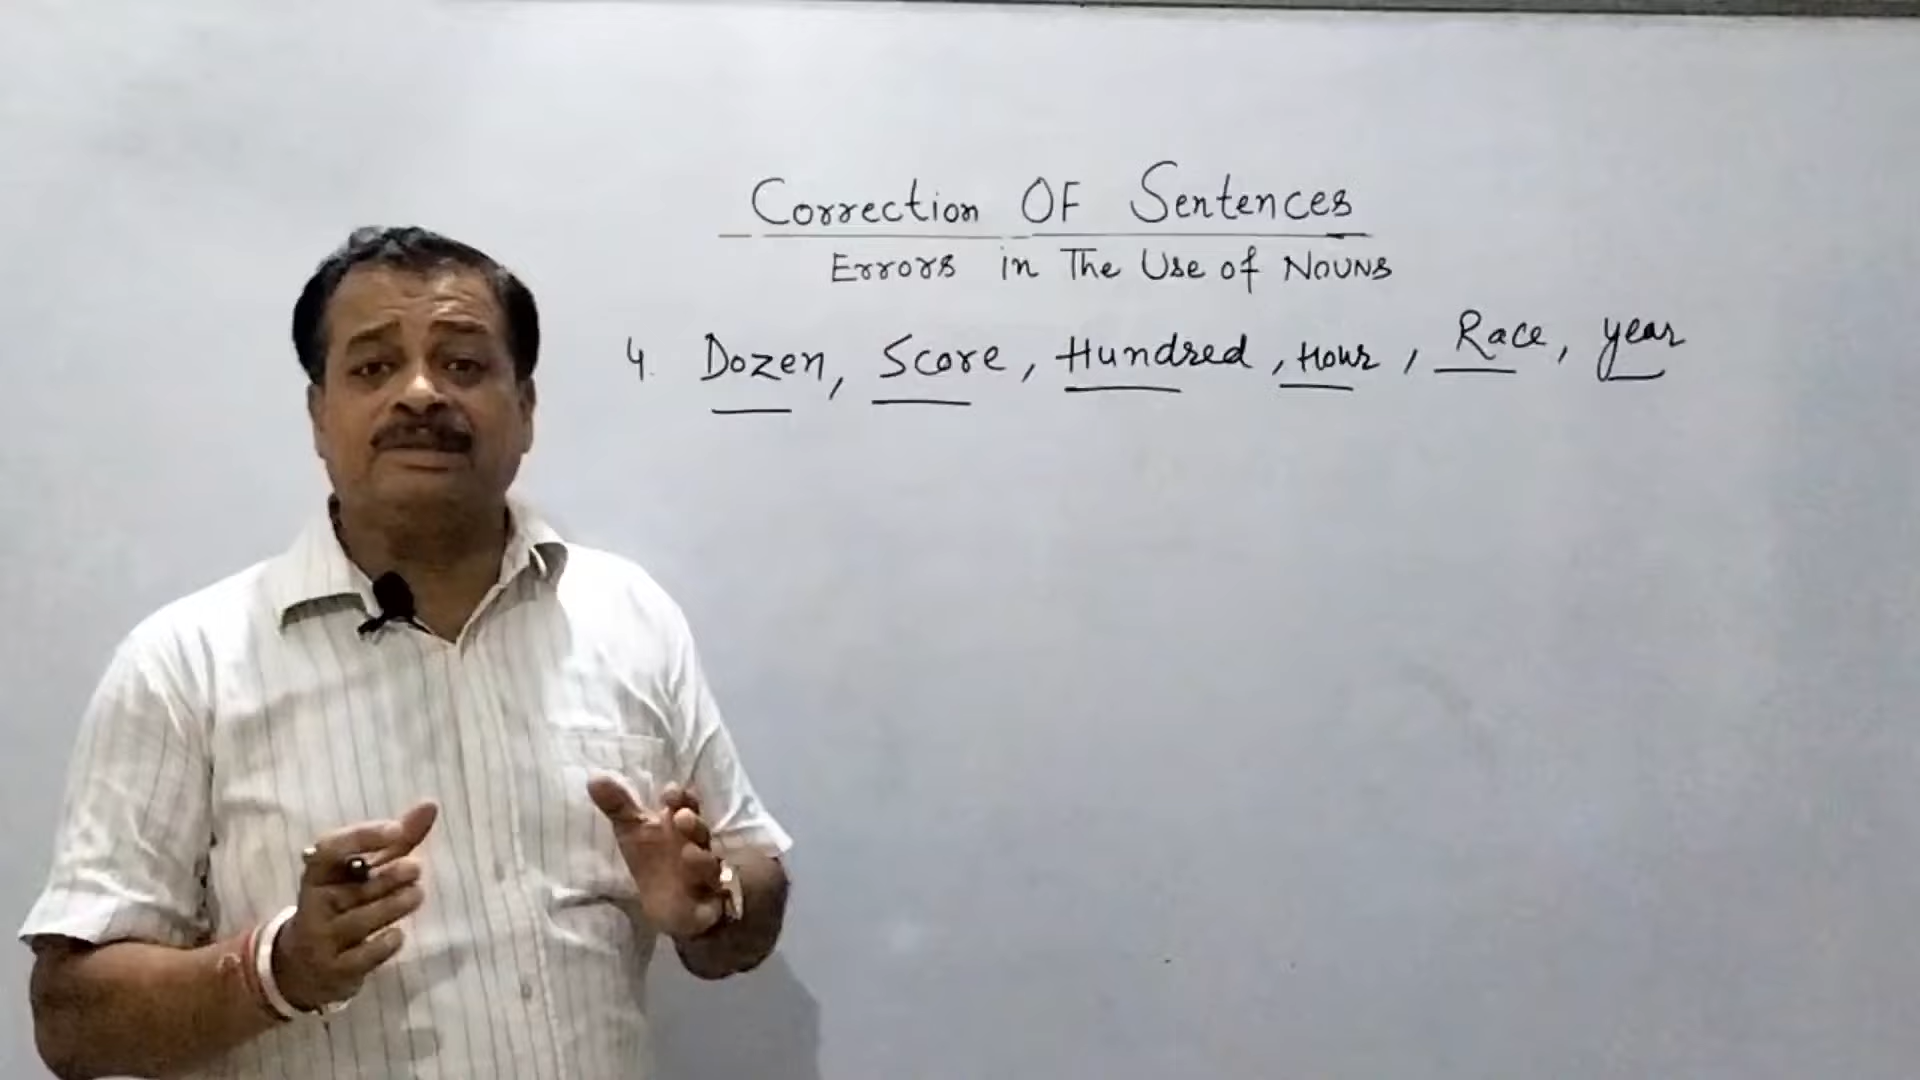 Correction OF Sentences
Errors in The Use of NOUNS
4. Dozen, Score, Hundred, Hour, Race, year